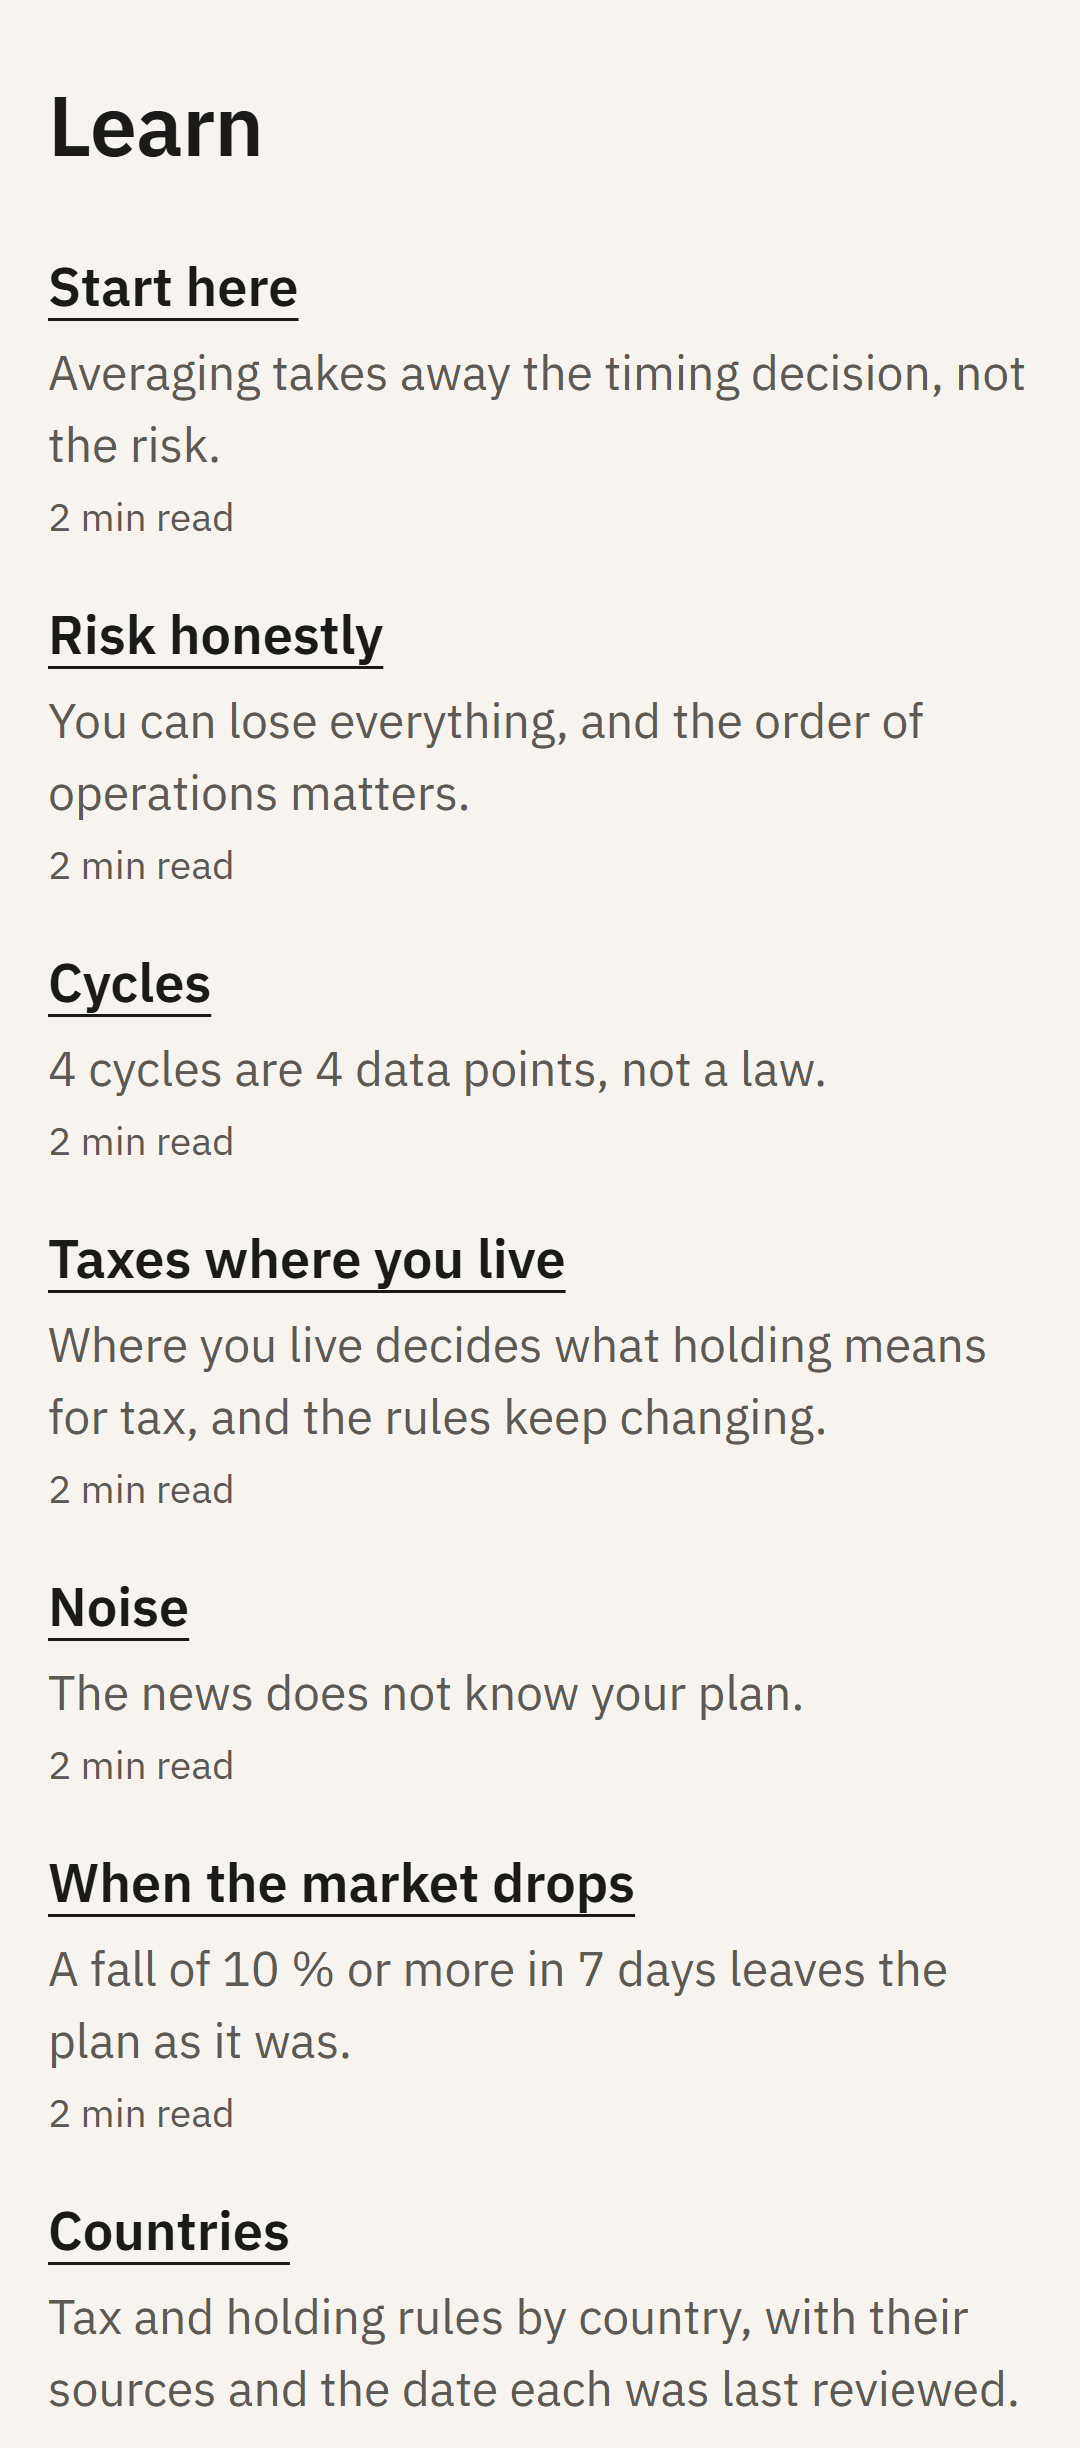 Learn
Start here
Averaging takes away the timing decision, not
the risk.
2 min read
Risk honestly
You can lose everything, and the order of
operations matters.
2 min read
Cycles
4 cycles are 4 data points, not a law.
2 min read
Taxes where you live
Where you live decides what holding means
for tax, and the rules keep changing.
2 min read
Noise
The news does not know your plan.
2 min read
When the market drops
A fall of 10 % or more in 7 days leaves the
plan as it was.
2 min read
Countries
Tax and holding rules by country, with their
sources and the date each was last reviewed.